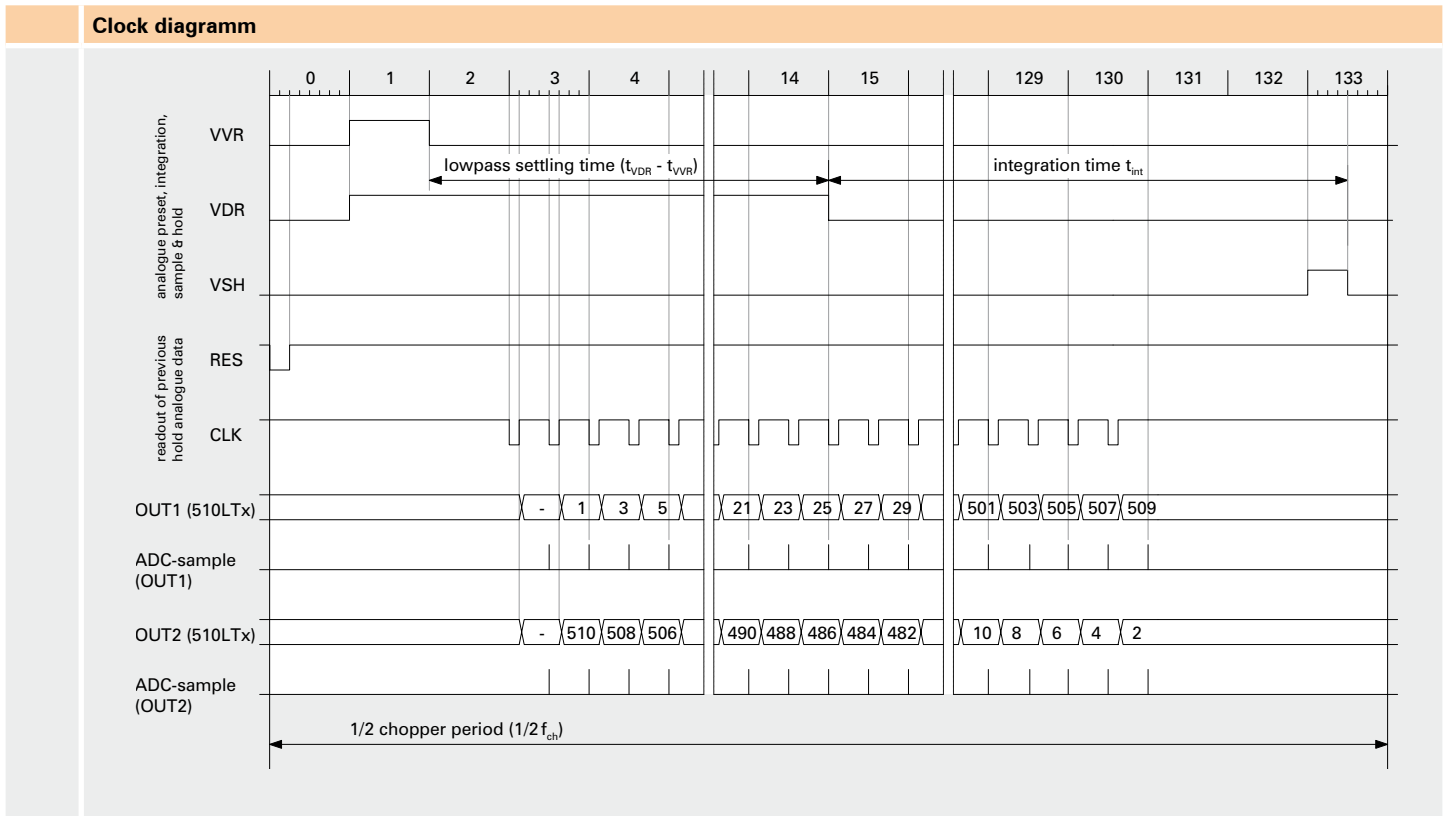 Clock diagramm
0 1 2 3 4 14 15 129 130 131 132 133
analogue preset, integration,
sample & hold
VVR
lowpass settling time (tVDR - tVVR)
integration time tint
VDR
VSH
readout of previous
hold analogue data
RES
CLK
OUT1 (510LTx)
- 1 3 5 21 23 25 27 29 501 503 505 507 509
ADC-sample
(OUT1)
OUT2 (510LTx)
- 510 508 506 490 488 486 484 482 10 8 6 4 2
ADC-sample
(OUT2)
1/2 chopper period (1/2 fch)